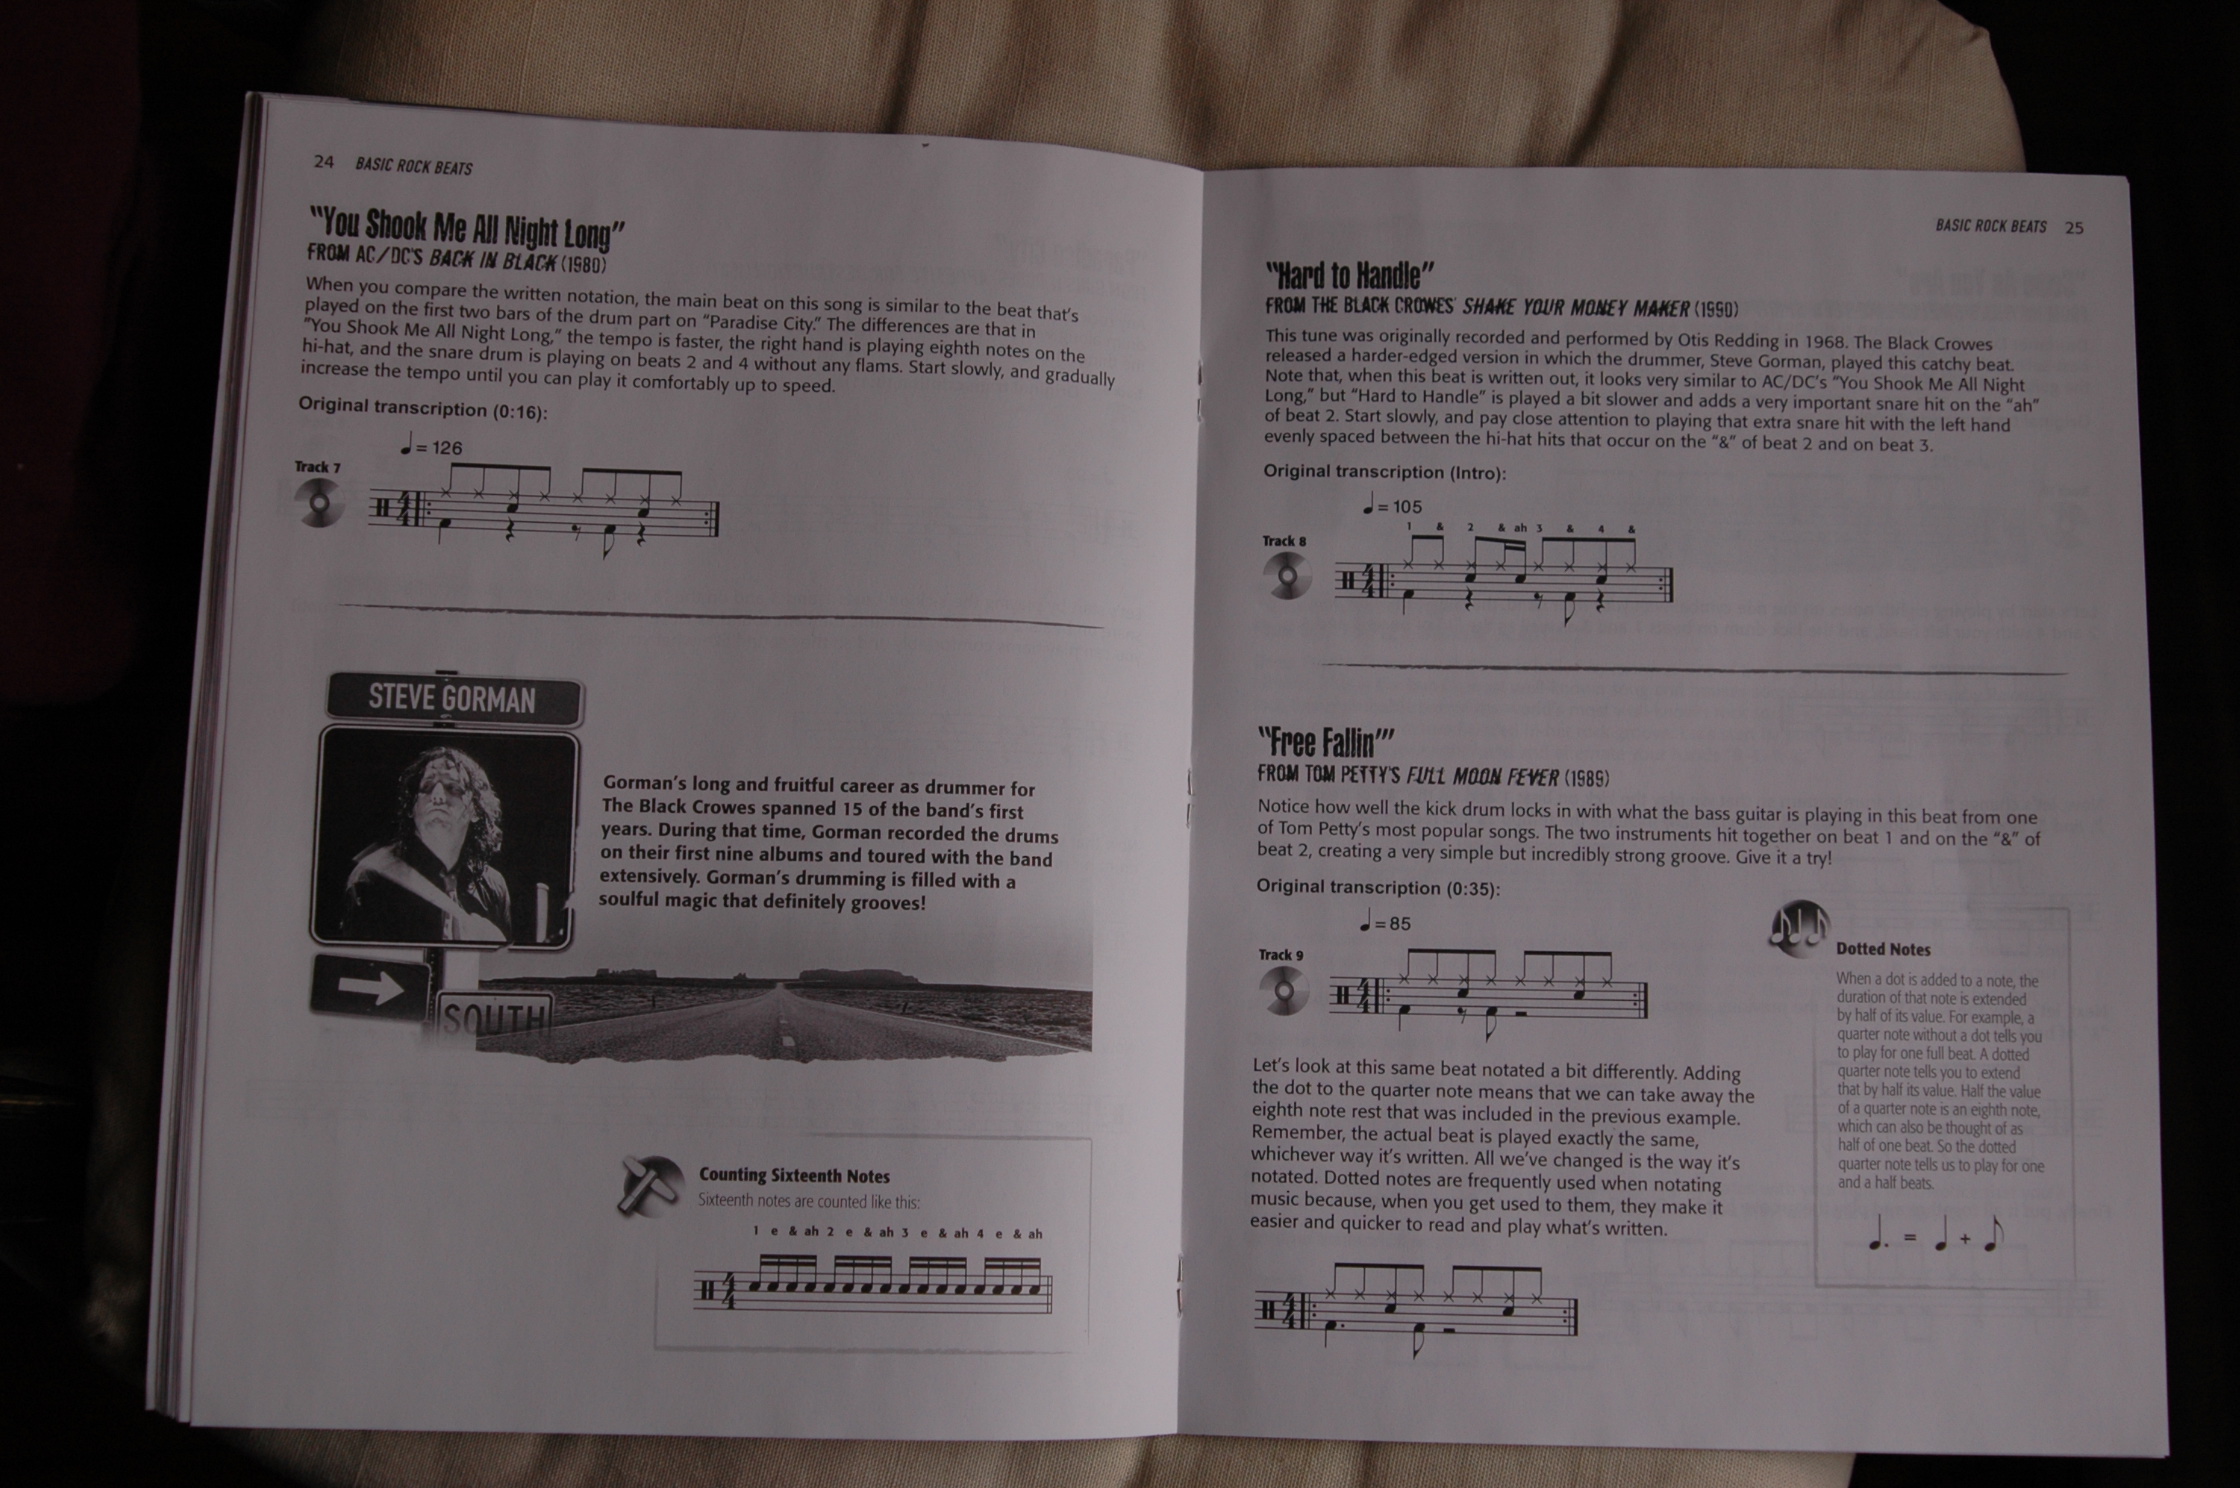 24 BASIC ROCK BEATS
“You Shook Me All Night Long”
FROM AC/DC'S BACK IN BLACK (1980)
When you compare the written notation, the main beat on this song is similar to the beat that's
played on the first two bars of the drum part on “Paradise City.” The differences are that in
“You Shook Me All Night Long,” the tempo is faster, the right hand is playing eighth notes on the
hi-hat, and the snare drum is playing on beats 2 and 4 without any flams. Start slowly, and gradually
increase the tempo until you can play it comfortably up to speed.
Original transcription (0:16):
♩= 126
Track 7
4
4
STEVE GORMAN
Gorman's long and fruitful career as drummer for
The Black Crowes spanned 15 of the band's first
years. During that time, Gorman recorded the drums
on their first nine albums and toured with the band
extensively. Gorman's drumming is filled with a
soulful magic that definitely grooves!
SOUTH
Counting Sixteenth Notes
Sixteenth notes are counted like this:
1 e & ah 2 e & ah 3 e & ah 4 e & ah
4
4
BASIC ROCK BEATS 25
“Hard to Handle”
FROM THE BLACK CROWES' SHAKE YOUR MONEY MAKER (1990)
This tune was originally recorded and performed by Otis Redding in 1968. The Black Crowes
released a harder-edged version in which the drummer, Steve Gorman, played this catchy beat.
Note that, when this beat is written out, it looks very similar to AC/DC's “You Shook Me All Night
Long,” but “Hard to Handle” is played a bit slower and adds a very important snare hit on the “ah”
of beat 2. Start slowly, and pay close attention to playing that extra snare hit with the left hand
evenly spaced between the hi-hat hits that occur on the “&” of beat 2 and on beat 3.
Original transcription (Intro):
♩= 105
1 & 2 & ah 3 & 4 &
Track 8
4
4
“Free Fallin'”
FROM TOM PETTY'S FULL MOON FEVER (1989)
Notice how well the kick drum locks in with what the bass guitar is playing in this beat from one
of Tom Petty's most popular songs. The two instruments hit together on beat 1 and on the “&” of
beat 2, creating a very simple but incredibly strong groove. Give it a try!
Original transcription (0:35):
♩= 85
Track 9
4
4
Let's look at this same beat notated a bit differently. Adding
the dot to the quarter note means that we can take away the
eighth note rest that was included in the previous example.
Remember, the actual beat is played exactly the same,
whichever way it's written. All we've changed is the way it's
notated. Dotted notes are frequently used when notating
music because, when you get used to them, they make it
easier and quicker to read and play what's written.
4
4
Dotted Notes
When a dot is added to a note, the
duration of that note is extended
by half of its value. For example, a
quarter note without a dot tells you
to play for one full beat. A dotted
quarter note tells you to extend
that by half its value. Half the value
of a quarter note is an eighth note,
which can also be thought of as
half of one beat. So the dotted
quarter note tells us to play for one
and a half beats.
♩. = ♩ + ♪